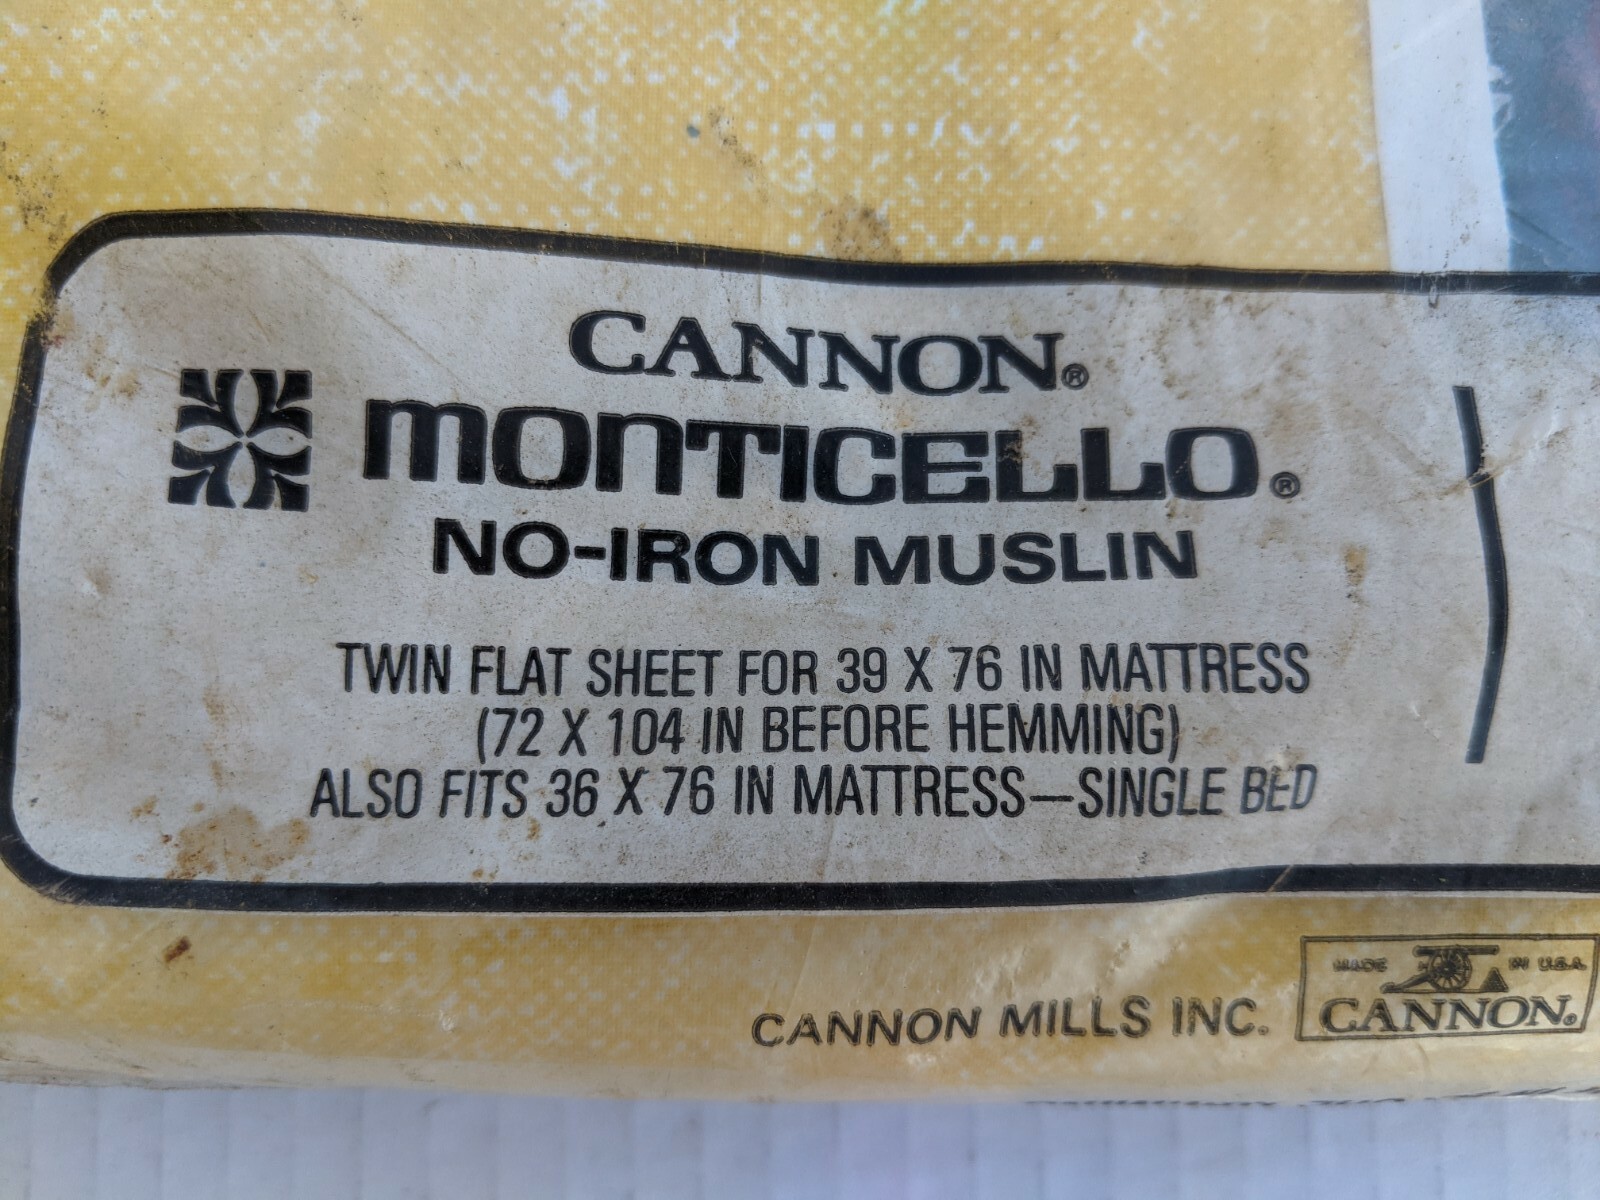 CANNON®
MONTICELLO®
NO-IRON MUSLIN
TWIN FLAT SHEET FOR 39 X 76 IN MATTRESS
(72 X 104 IN BEFORE HEMMING)
ALSO FITS 36 X 76 IN MATTRESS—SINGLE BED
CANNON MILLS INC.
MADE IN U.S.A.
CANNON®